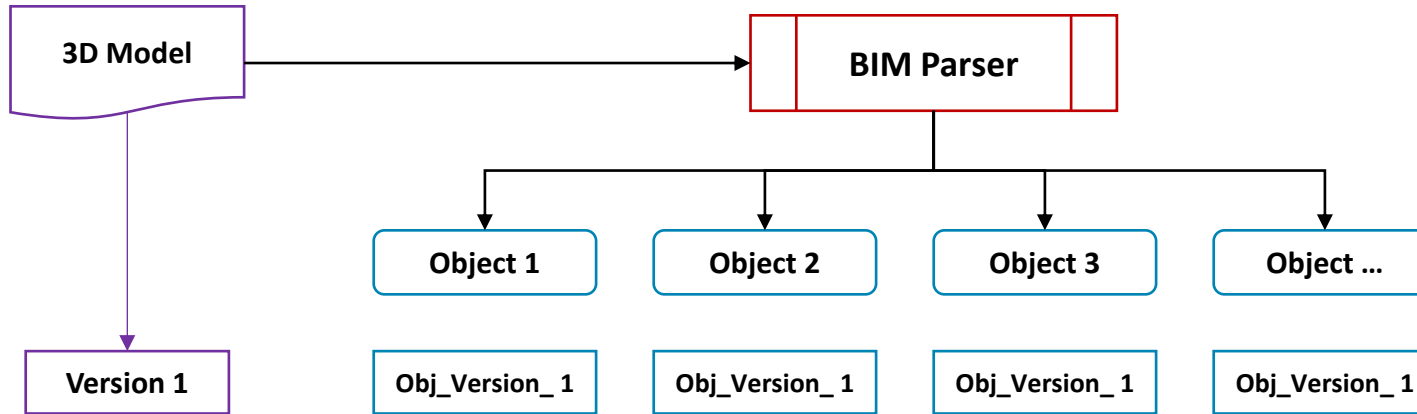 3D Model
BIM Parser
Object 1
Object 2
Object 3
Object ...
Version 1
Obj_Version_ 1
Obj_Version_ 1
Obj_Version_ 1
Obj_Version_ 1